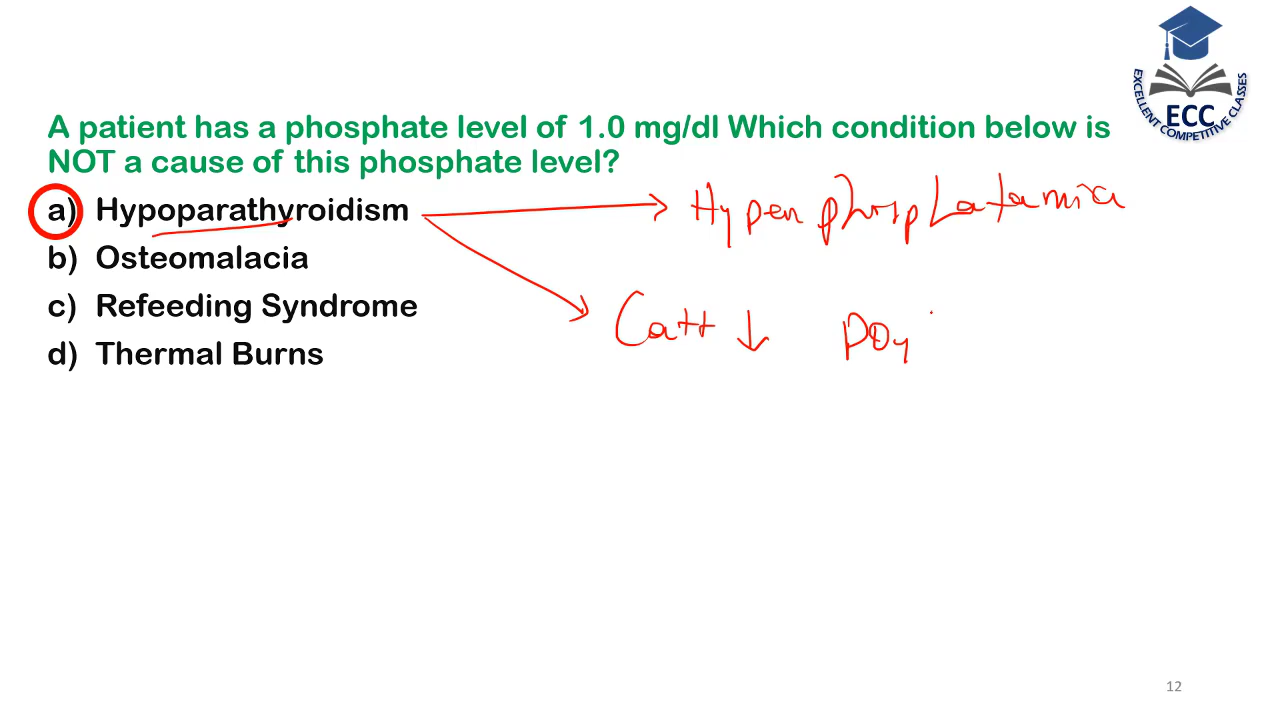 EXCELLENT COMPETITIVE CLASSES
ECC
A patient has a phosphate level of 1.0 mg/dl Which condition below is
NOT a cause of this phosphate level?
a) Hypoparathyroidism
Hyperphosphatamia
b) Osteomalacia
c) Refeeding Syndrome
Ca++ ↓ PO4
d) Thermal Burns
12